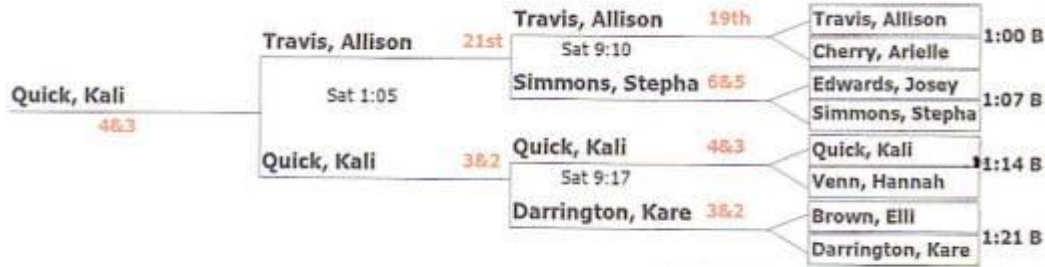 Travis, Allison 19th
Travis, Allison
Travis, Allison 21st
Sat 9:10
Cherry, Arielle
1:00 B
Simmons, Stepha 6&5
Edwards, Josey
Quick, Kali
4&3
Sat 1:05
Simmons, Stepha
1:07 B
Quick, Kali 3&2
Quick, Kali 4&3
Quick, Kali
Sat 9:17
Venn, Hannah
1:14 B
Darrington, Kare 3&2
Brown, Elli
Darrington, Kare
1:21 B